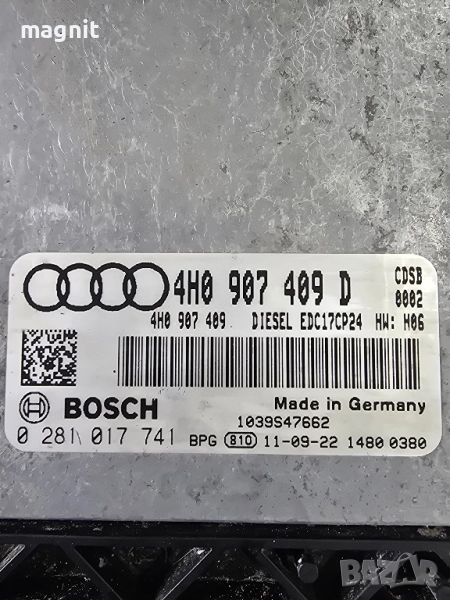 magnit
4H0 907 409 D
CDSB
0002
4H0 907 409 DIESEL EDC17CP24 HW: H06
BOSCH
Made in Germany
1039S47662
0 281 017 741
BPG 810 11-09-22 1480 0380
BAZAR